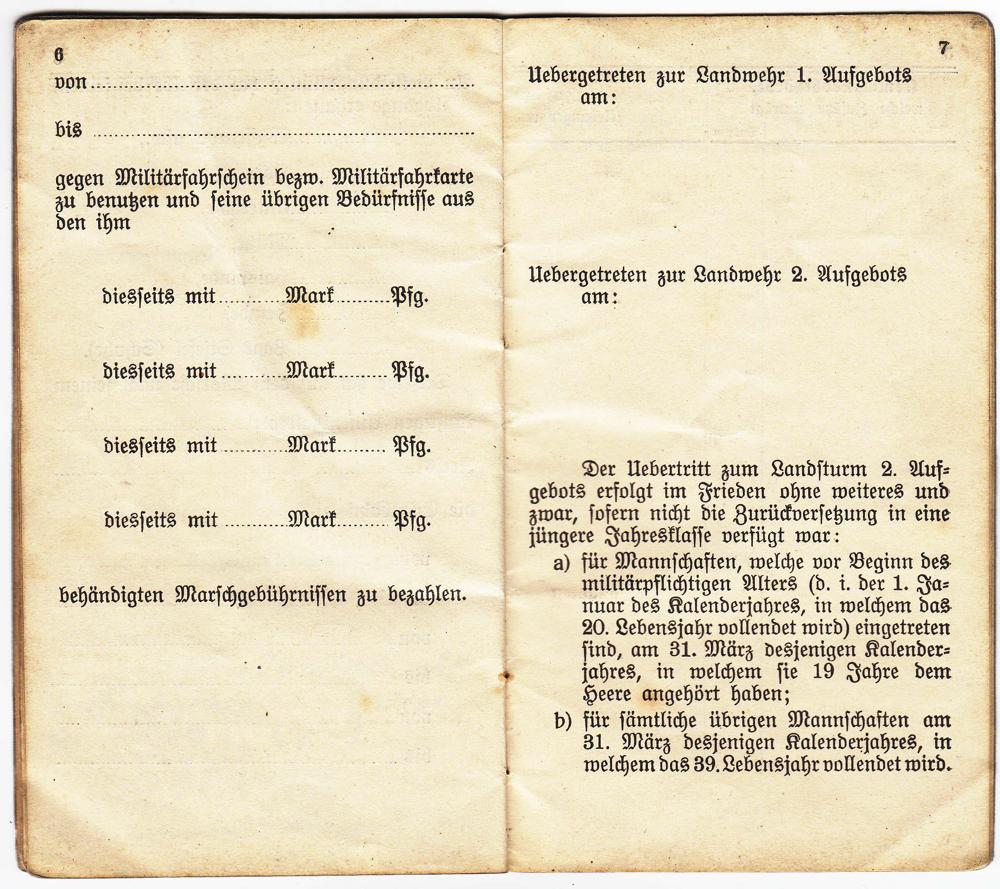 6
von
bis
gegen Militärfahrschein bezw. Militärfahrkarte
zu benutzen und seine übrigen Bedürfnisse aus
den ihm
diesseits mit........Mark........Pfg.
diesseits mit........Mark........Pfg.
diesseits mit........Mark........Pfg.
diesseits mit........Mark........Pfg.
behändigten Marschgebührnissen zu bezahlen.
7
Uebergetreten zur Landwehr 1. Aufgebots
am:
Uebergetreten zur Landwehr 2. Aufgebots
am:
Der Uebertritt zum Landsturm 2. Auf-
gebots erfolgt im Frieden ohne weiteres und
zwar, sofern nicht die Zurückversetzung in eine
jüngere Jahresklasse verfügt war:
a) für Mannschaften, welche vor Beginn des
militärpflichtigen Alters (d. i. der 1. Ja-
nuar des Kalenderjahres, in welchem das
20. Lebensjahr vollendet wird) eingetreten
sind, am 31. März desjenigen Kalender-
jahres, in welchem sie 19 Jahre dem
Heere angehört haben;
b) für sämtliche übrigen Mannschaften am
31. März desjenigen Kalenderjahres, in
welchem das 39. Lebensjahr vollendet wird.